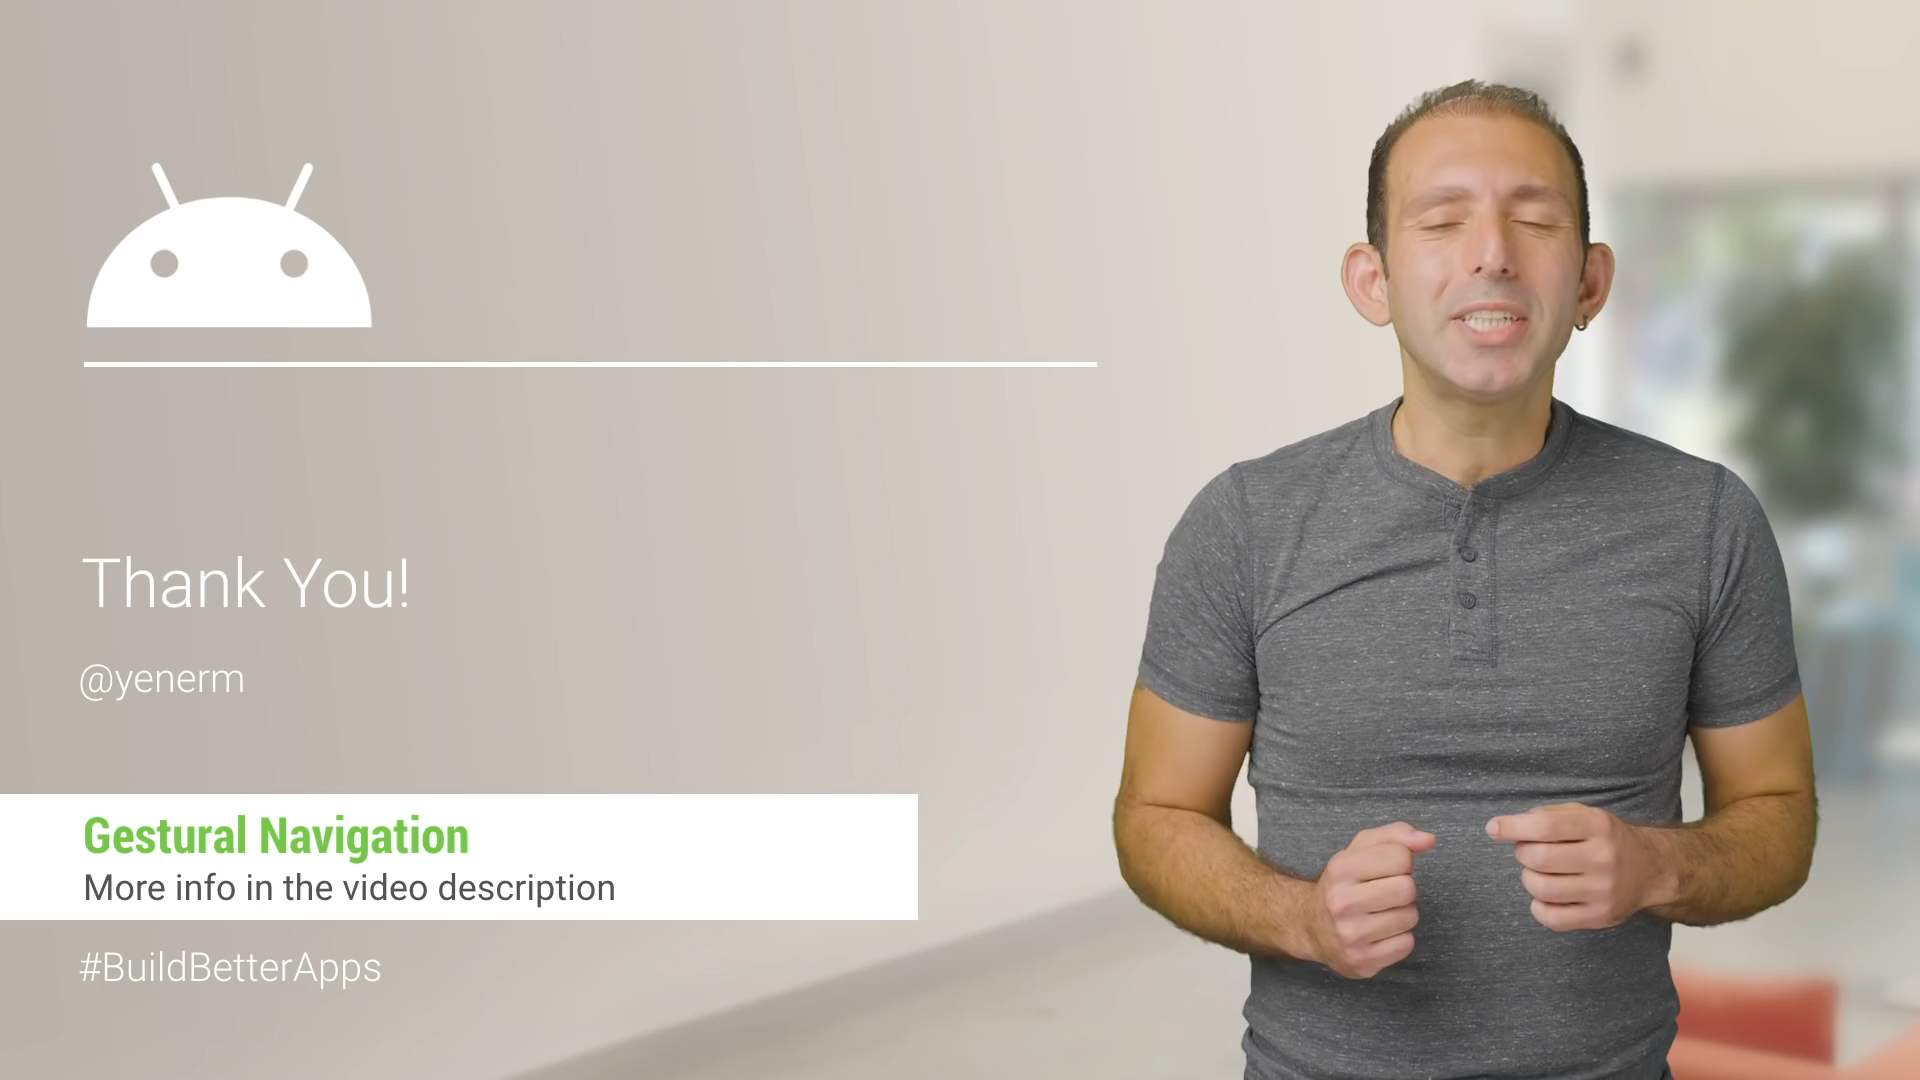 Thank You!
@yenerm
Gestural Navigation
More info in the video description
#BuildBetterApps